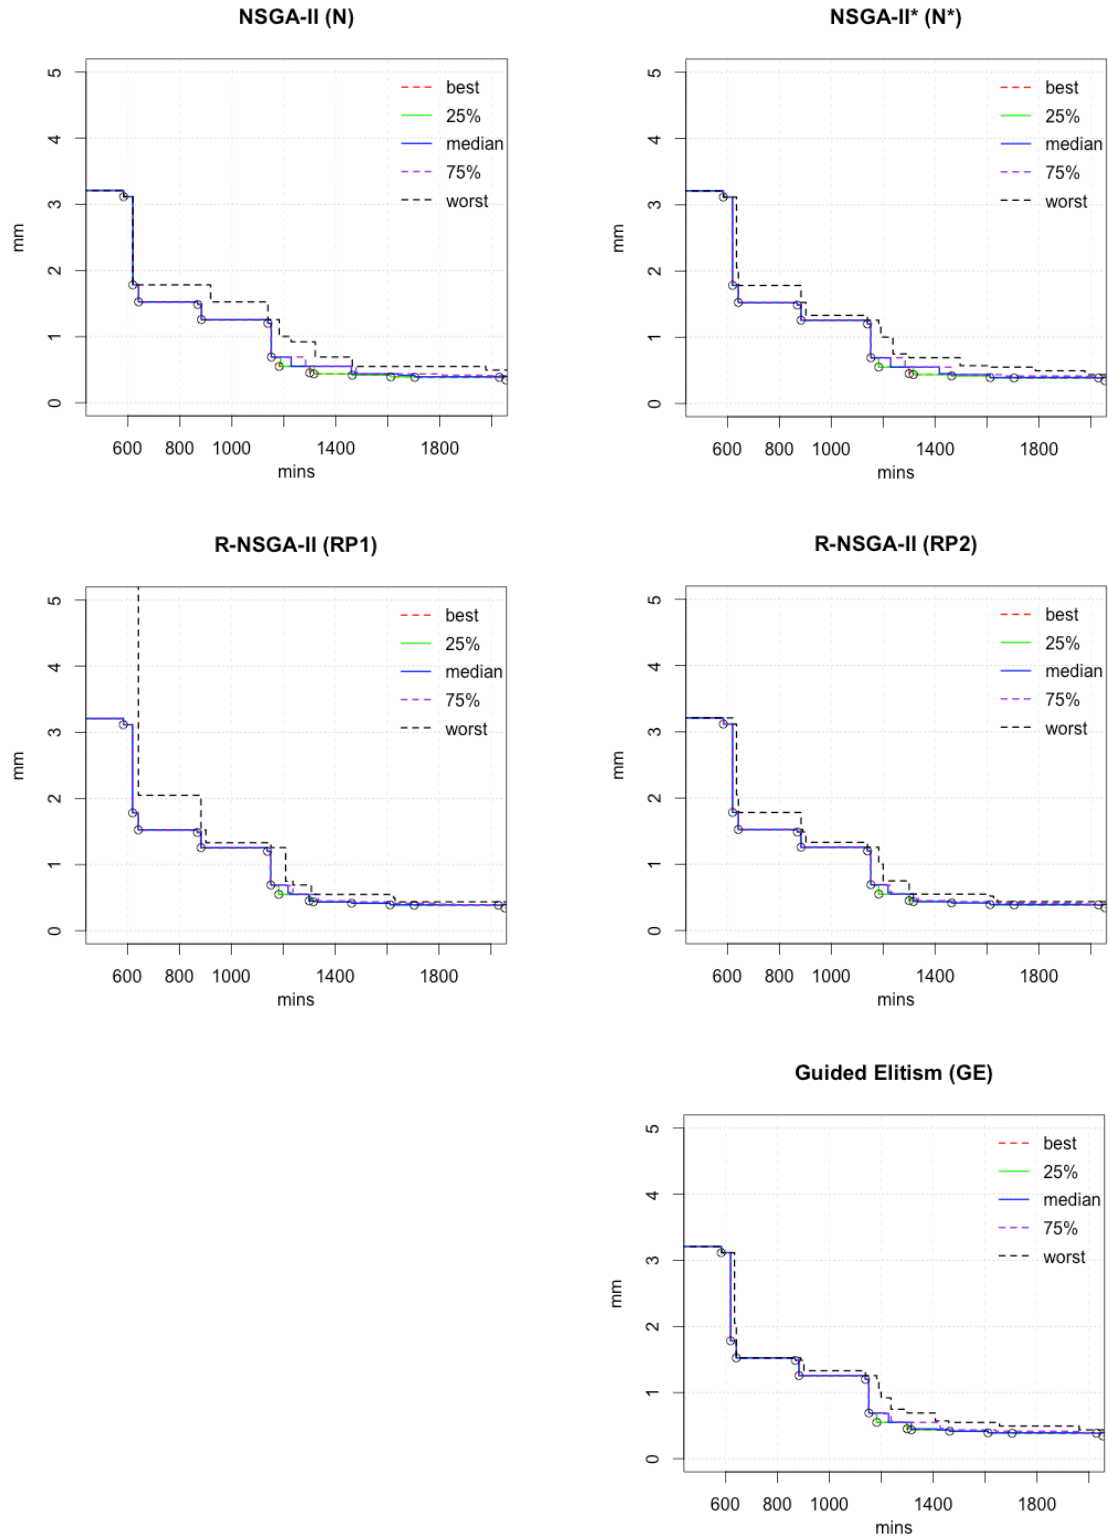 NSGA-II (N)
5
4
3
2
1
0
mm
best
25%
median
75%
worst
600 800 1000 1400 1800
mins
NSGA-II* (N*)
5
4
3
2
1
0
mm
best
25%
median
75%
worst
600 800 1000 1400 1800
mins
R-NSGA-II (RP1)
5
4
3
2
1
0
mm
best
25%
median
75%
worst
600 800 1000 1400 1800
mins
R-NSGA-II (RP2)
5
4
3
2
1
0
mm
best
25%
median
75%
worst
600 800 1000 1400 1800
mins
Guided Elitism (GE)
5
4
3
2
1
0
mm
best
25%
median
75%
worst
600 800 1000 1400 1800
mins